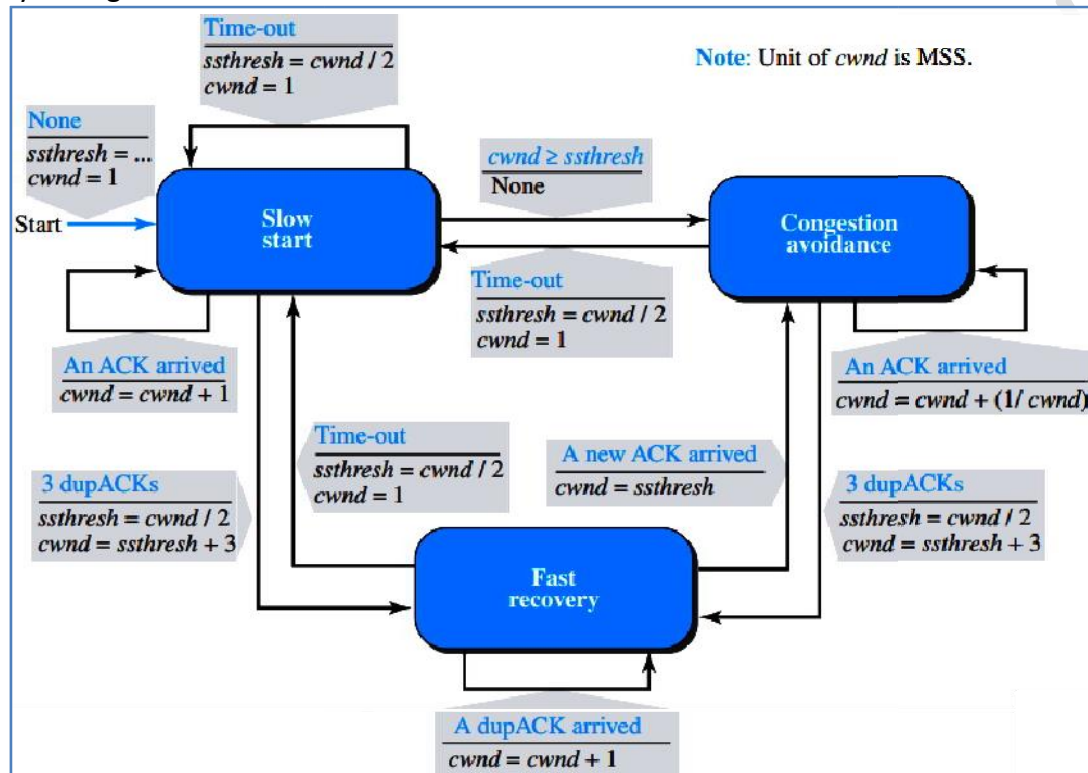 Time-out
ssthresh = cwnd / 2
cwnd = 1
Note: Unit of cwnd is MSS.
None
ssthresh = ...
cwnd = 1
cwnd ≥ ssthresh
None
Start
Slow
start
Congestion
avoidance
Time-out
ssthresh = cwnd / 2
cwnd = 1
An ACK arrived
cwnd = cwnd + 1
An ACK arrived
cwnd = cwnd + (1/ cwnd)
Time-out
ssthresh = cwnd / 2
cwnd = 1
A new ACK arrived
cwnd = ssthresh
3 dupACKs
ssthresh = cwnd / 2
cwnd = ssthresh + 3
3 dupACKs
ssthresh = cwnd / 2
cwnd = ssthresh + 3
Fast
recovery
A dupACK arrived
cwnd = cwnd + 1